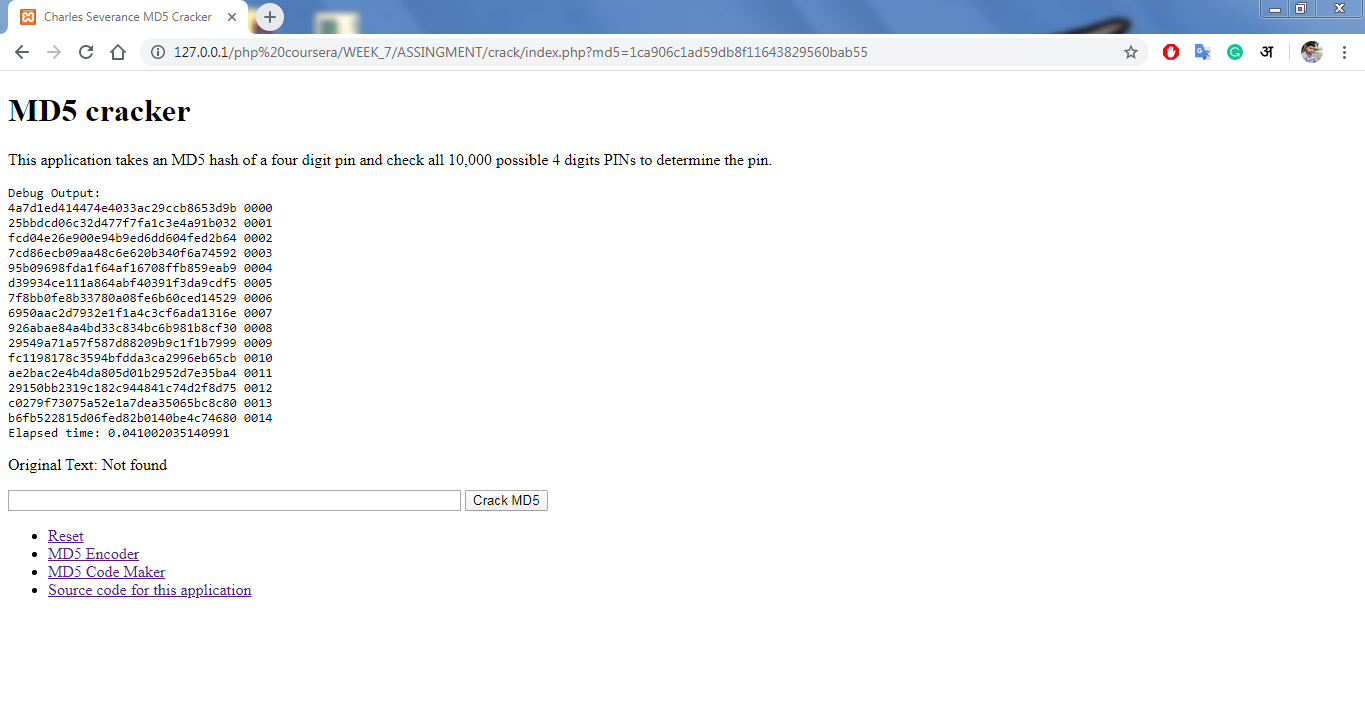 Charles Severance MD5 Cracker
127.0.0.1/php%20coursera/WEEK_7/ASSINGMENT/crack/index.php?md5=1ca906c1ad59db8f11643829560bab55
अ
MD5 cracker
This application takes an MD5 hash of a four digit pin and check all 10,000 possible 4 digits PINs to determine the pin.
Debug Output:
4a7d1ed414474e4033ac29ccb8653d9b 0000
25bbdcd06c32d477f7fa1c3e4a91b032 0001
fcd04e26e900e94b9ed6dd604fed2b64 0002
7cd86ecb09aa48c6e620b340f6a74592 0003
95b09698fda1f64af16708ffb859eab9 0004
d39934ce111a864abf40391f3da9cdf5 0005
7f8bb0fe8b33780a08fe6b60ced14529 0006
6950aac2d7932e1f1a4c3cf6ada1316e 0007
926abae84a4bd33c834bc6b981b8cf30 0008
29549a71a57f587d88209b9c1f1b7999 0009
fc1198178c3594bfdda3ca2996eb65cb 0010
ae2bac2e4b4da805d01b2952d7e35ba4 0011
29150bb2319c182c944841c74d2f8d75 0012
c0279f73075a52e1a7dea35065bc8c80 0013
b6fb522815d06fed82b0140be4c74680 0014
Elapsed time: 0.041002035140991
Original Text: Not found
Crack MD5
Reset
MD5 Encoder
MD5 Code Maker
Source code for this application